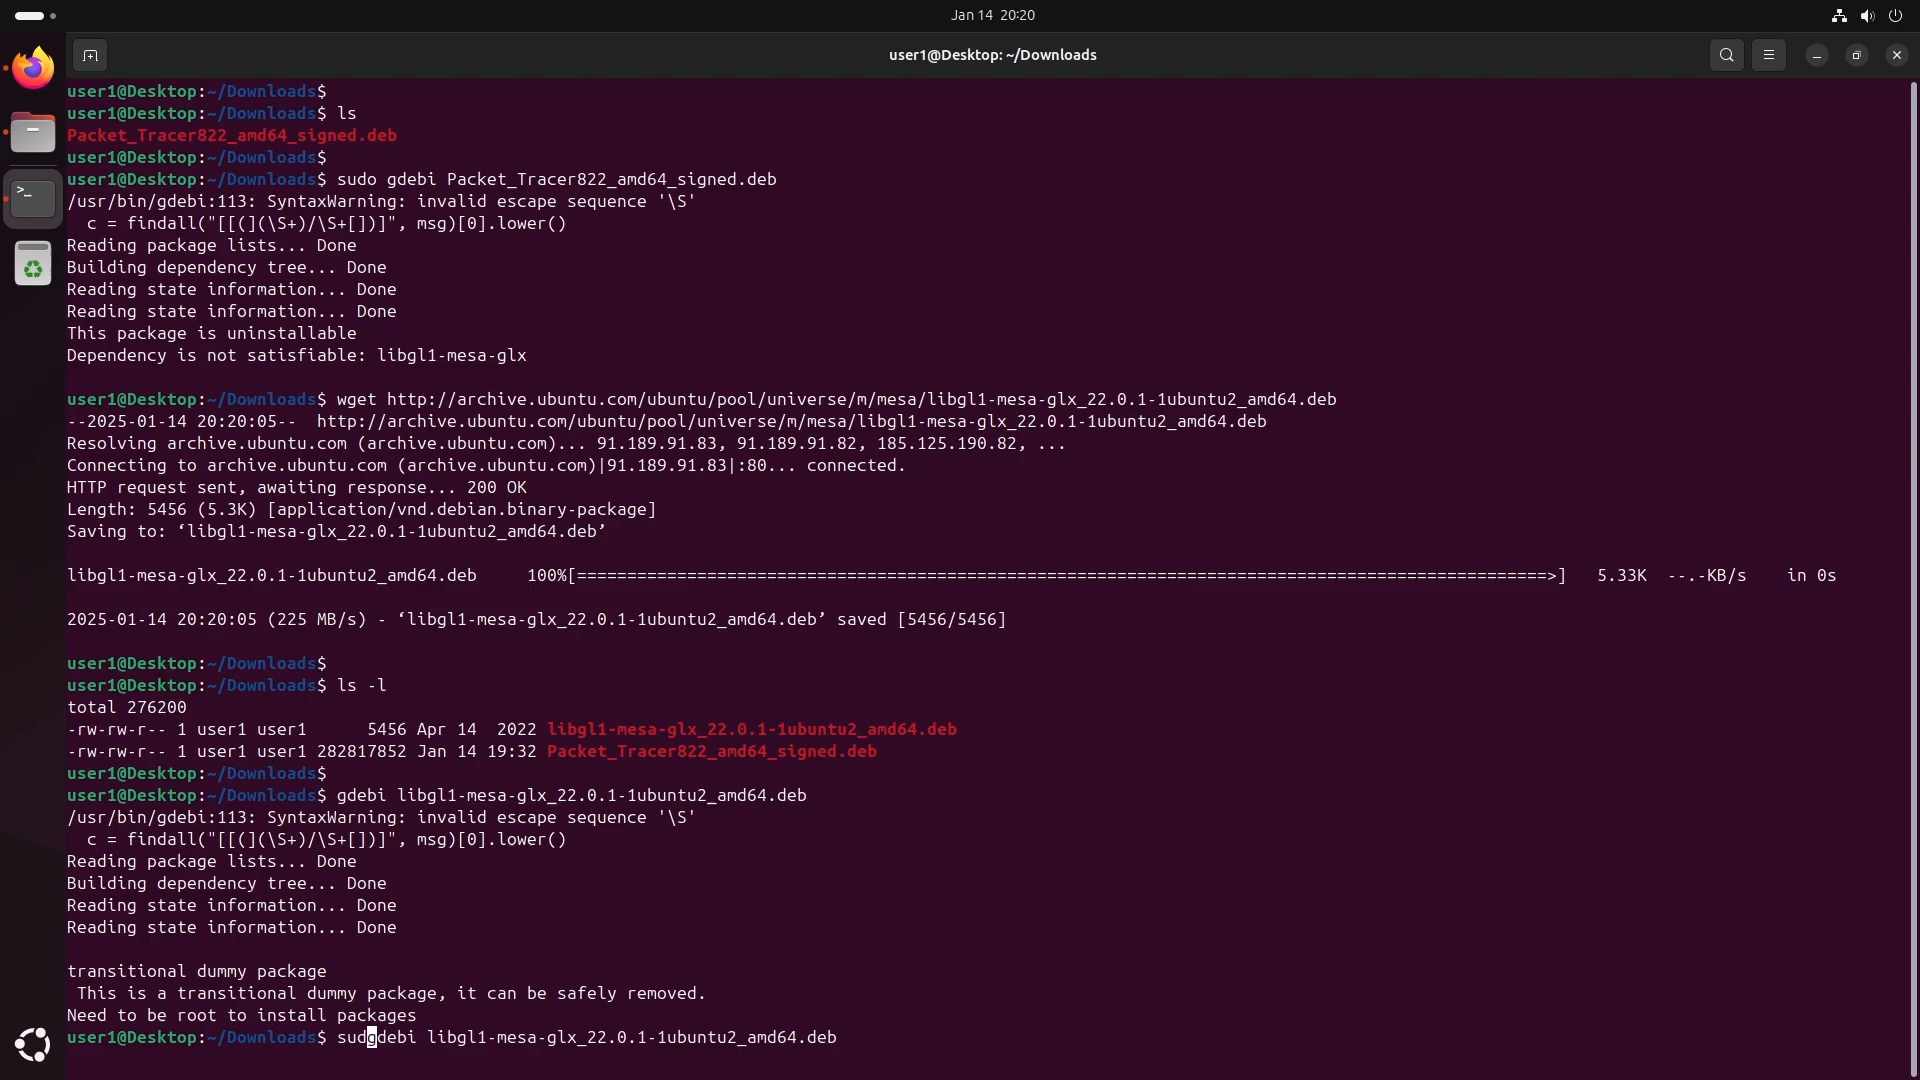 Jan 14 20:20
user1@Desktop: ~/Downloads
user1@Desktop:~/Downloads$
user1@Desktop:~/Downloads$ ls
Packet_Tracer822_amd64_signed.deb
user1@Desktop:~/Downloads$
user1@Desktop:~/Downloads$ sudo gdebi Packet_Tracer822_amd64_signed.deb
/usr/bin/gdebi:113: SyntaxWarning: invalid escape sequence '\S'
  c = findall("[[(](\S+)/\S+[])]", msg)[0].lower()
Reading package lists... Done
Building dependency tree... Done
Reading state information... Done
Reading state information... Done
This package is uninstallable
Dependency is not satisfiable: libgl1-mesa-glx
user1@Desktop:~/Downloads$ wget http://archive.ubuntu.com/ubuntu/pool/universe/m/mesa/libgl1-mesa-glx_22.0.1-1ubuntu2_amd64.deb
--2025-01-14 20:20:05--  http://archive.ubuntu.com/ubuntu/pool/universe/m/mesa/libgl1-mesa-glx_22.0.1-1ubuntu2_amd64.deb
Resolving archive.ubuntu.com (archive.ubuntu.com)... 91.189.91.83, 91.189.91.82, 185.125.190.82, ...
Connecting to archive.ubuntu.com (archive.ubuntu.com)|91.189.91.83|:80... connected.
HTTP request sent, awaiting response... 200 OK
Length: 5456 (5.3K) [application/vnd.debian.binary-package]
Saving to: ‘libgl1-mesa-glx_22.0.1-1ubuntu2_amd64.deb’
libgl1-mesa-glx_22.0.1-1ubuntu2_amd64.deb     100%[=================================================================================================>]   5.33K  --.-KB/s    in 0s
2025-01-14 20:20:05 (225 MB/s) - ‘libgl1-mesa-glx_22.0.1-1ubuntu2_amd64.deb’ saved [5456/5456]
user1@Desktop:~/Downloads$
user1@Desktop:~/Downloads$ ls -l
total 276200
-rw-rw-r-- 1 user1 user1      5456 Apr 14  2022 libgl1-mesa-glx_22.0.1-1ubuntu2_amd64.deb
-rw-rw-r-- 1 user1 user1 282817852 Jan 14 19:32 Packet_Tracer822_amd64_signed.deb
user1@Desktop:~/Downloads$
user1@Desktop:~/Downloads$ gdebi libgl1-mesa-glx_22.0.1-1ubuntu2_amd64.deb
/usr/bin/gdebi:113: SyntaxWarning: invalid escape sequence '\S'
  c = findall("[[(](\S+)/\S+[])]", msg)[0].lower()
Reading package lists... Done
Building dependency tree... Done
Reading state information... Done
Reading state information... Done
transitional dummy package
 This is a transitional dummy package, it can be safely removed.
Need to be root to install packages
user1@Desktop:~/Downloads$ sudgdebi libgl1-mesa-glx_22.0.1-1ubuntu2_amd64.deb